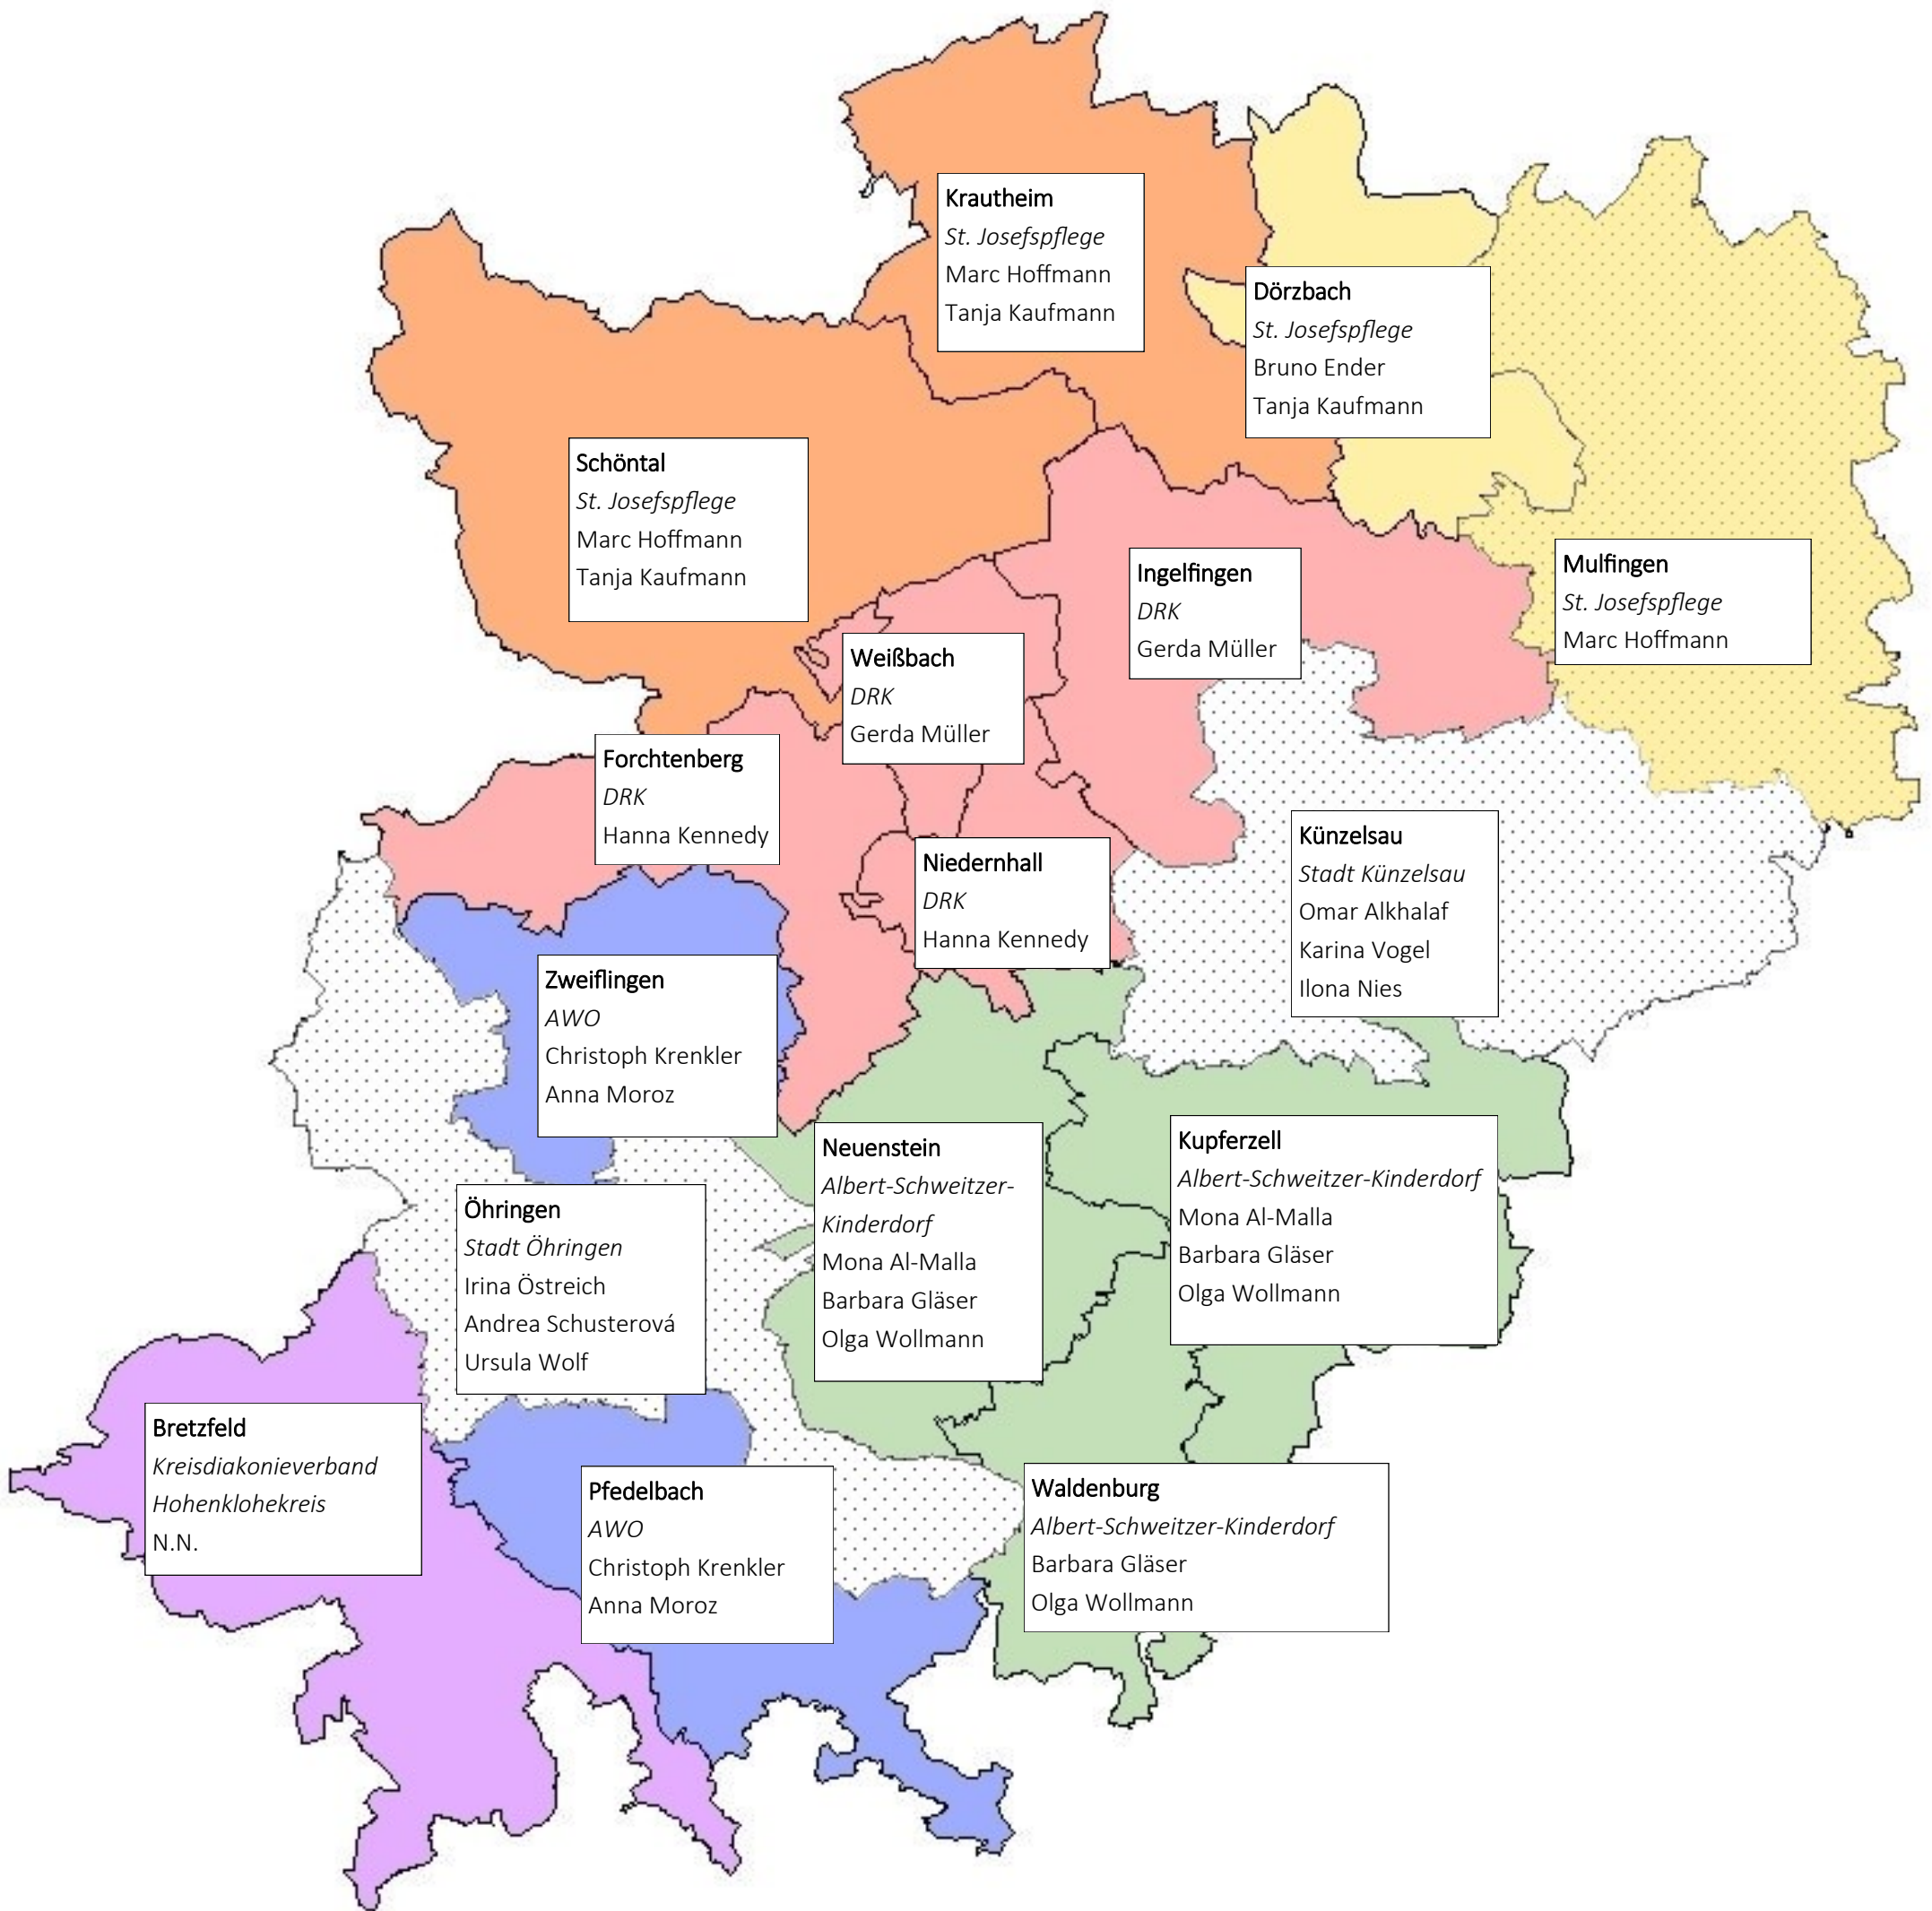 Krautheim
St. Josefspflege
Marc Hoffmann
Tanja Kaufmann
Dörzbach
St. Josefspflege
Bruno Ender
Tanja Kaufmann
Schöntal
St. Josefspflege
Marc Hoffmann
Tanja Kaufmann
Ingelfingen
DRK
Gerda Müller
Mulfingen
St. Josefspflege
Marc Hoffmann
Weißbach
DRK
Gerda Müller
Forchtenberg
DRK
Hanna Kennedy
Niedernhall
DRK
Hanna Kennedy
Künzelsau
Stadt Künzelsau
Omar Alkhalaf
Karina Vogel
Ilona Nies
Zweiflingen
AWO
Christoph Krenkler
Anna Moroz
Neuenstein
Albert-Schweitzer-
Kinderdorf
Mona Al-Malla
Barbara Gläser
Olga Wollmann
Kupferzell
Albert-Schweitzer-Kinderdorf
Mona Al-Malla
Barbara Gläser
Olga Wollmann
Öhringen
Stadt Öhringen
Irina Östreich
Andrea Schusterová
Ursula Wolf
Bretzfeld
Kreisdiakonieverband
Hohenklohekreis
N.N.
Pfedelbach
AWO
Christoph Krenkler
Anna Moroz
Waldenburg
Albert-Schweitzer-Kinderdorf
Barbara Gläser
Olga Wollmann